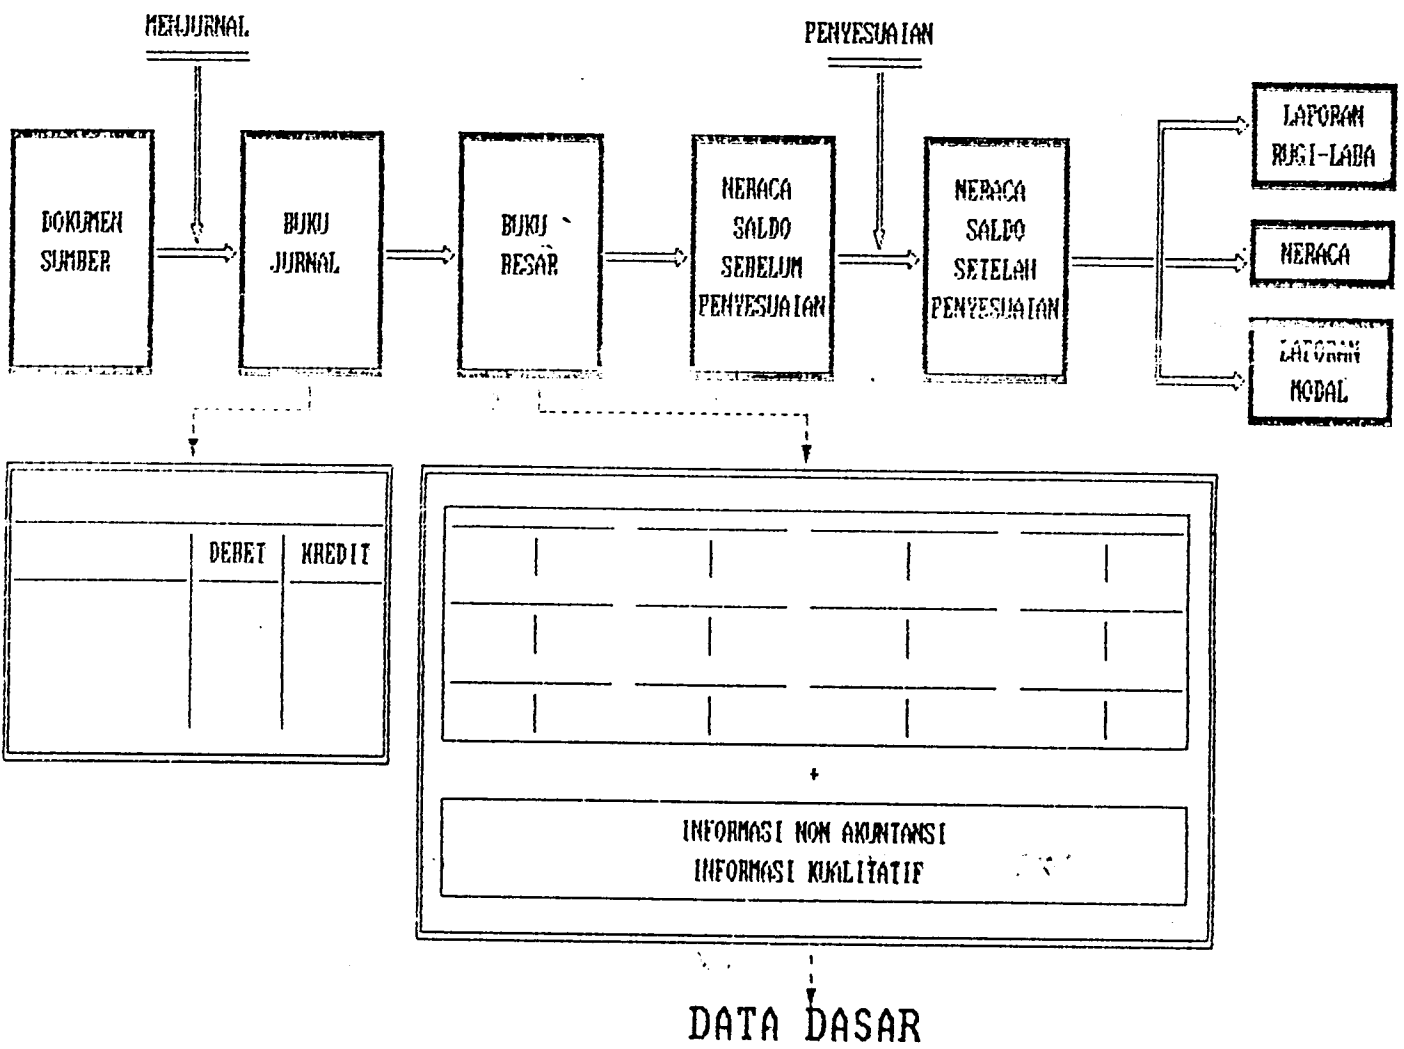 MENJURNAL
PENYESUAIAN
DOKUMEN
SUMBER
BUKU
JURNAL
BUKU
BESAR
NERACA
SALDO
SEBELUM
PENYESUAIAN
NERACA
SALDO
SETELAH
PENYESUAIAN
LAPORAN
RUGI-LABA
NERACA
LAPORAN
MODAL
DEBET
KREDIT
+
INFORMASI NON AKUNTANSI
INFORMASI KUALITATIF
DATA DASAR